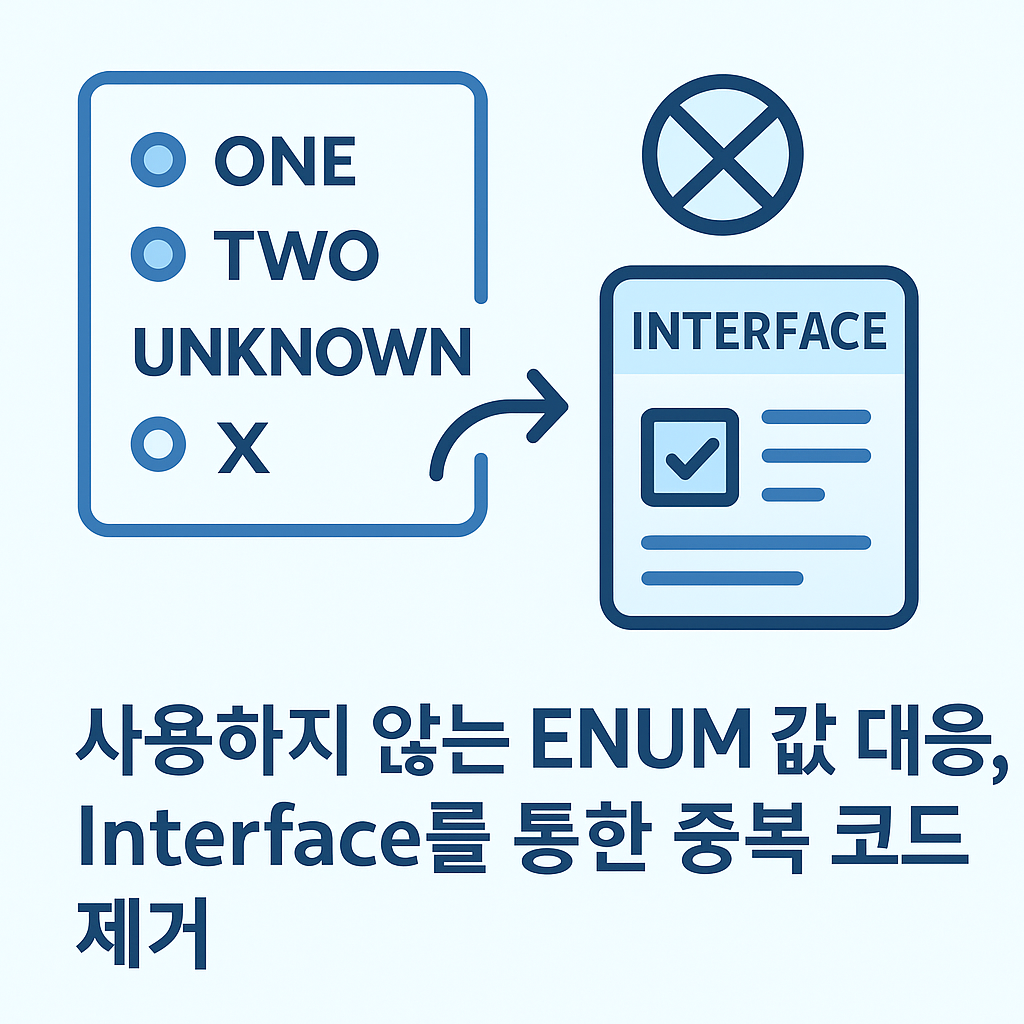 ONE
TWO
UNKNOWN
X
INTERFACE
사용하지 않는 ENUM 값 대응,
Interface를 통한 중복 코드
제거